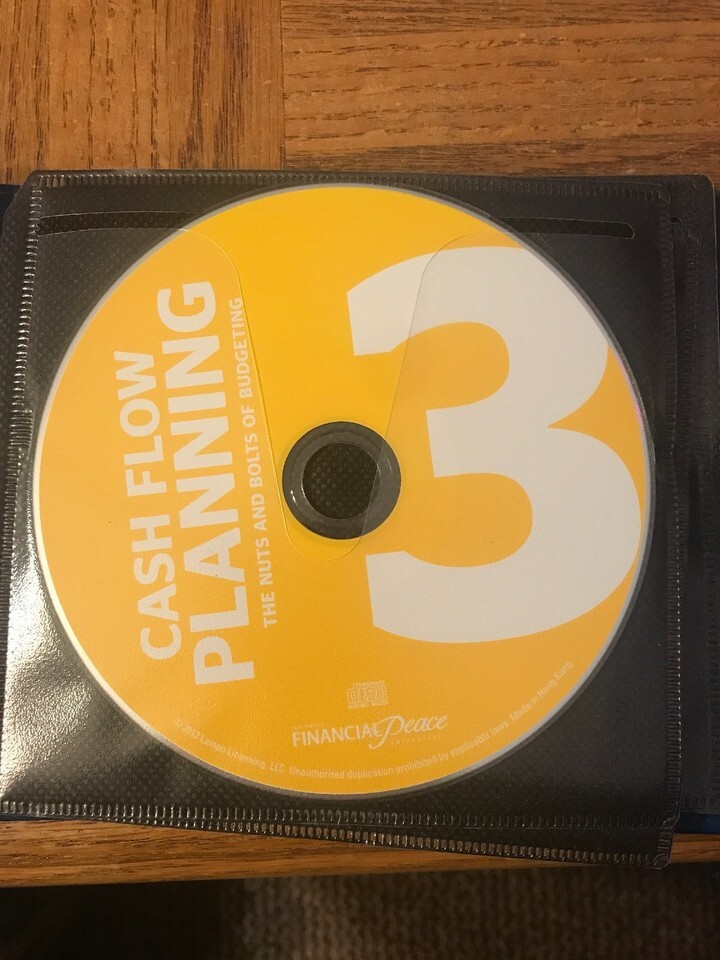 CASH FLOW
PLANNING
THE NUTS AND BOLTS OF BUDGETING
3
FINANCIAL Peace
© 2012 Lampo Licensing, LLC. Unauthorized duplication prohibited by applicable laws. Made in Hong Kong